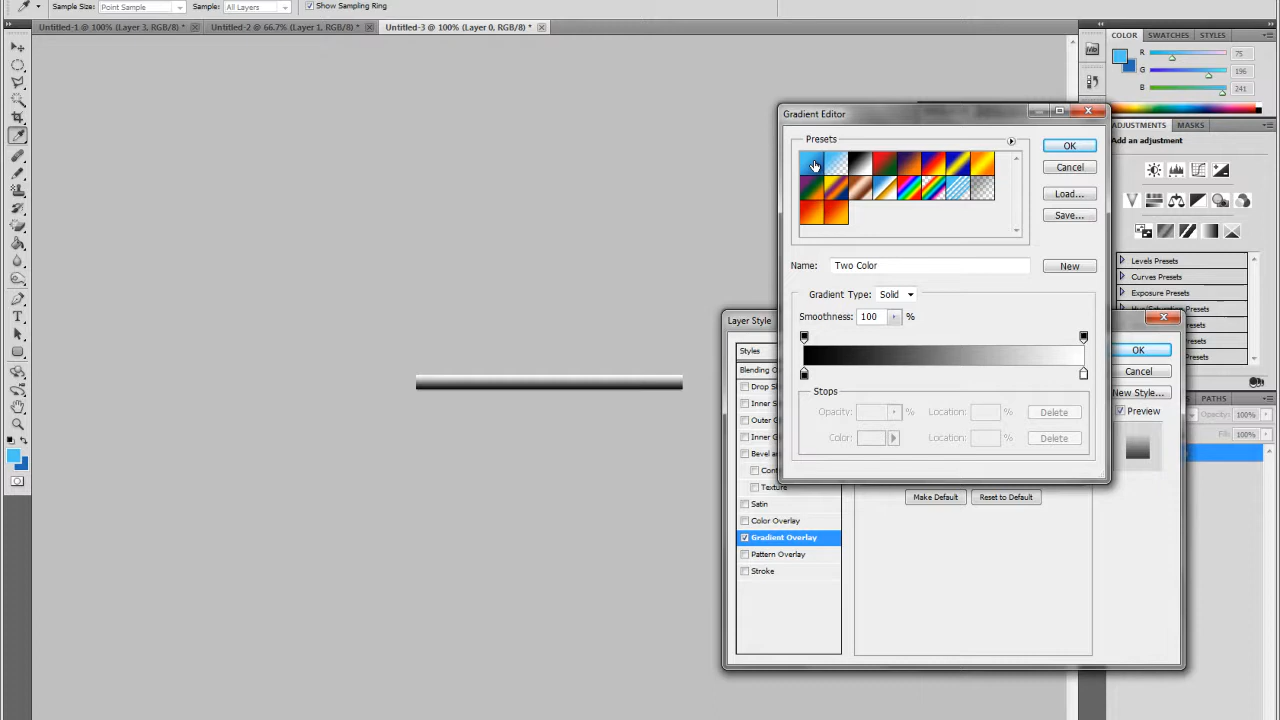 Sample Size: Point Sample Sample: All Layers Show Sampling Ring
Untitled-1 @ 100% (Layer 3, RGB/8) * Untitled-2 @ 66.7% (Layer 1, RGB/8) * Untitled-3 @ 100% (Layer 0, RGB/8) *
COLOR SWATCHES STYLES
R 75
G 196
B 241
ADJUSTMENTS MASKS
Add an adjustment
Levels Presets
Curves Presets
Exposure Presets
Presets
Presets
Presets
PATHS
Opacity: 100%
Fill: 100%
Gradient Editor
Presets
OK
Cancel
Load...
Save...
Name: Two Color
New
Gradient Type: Solid
Smoothness: 100 %
Stops
Opacity: % Location: % Delete
Color: Location: % Delete
Layer Style
Styles
Blending O
Drop S
Inner S
Outer G
Inner G
Bevel a
Cont
Texture
Satin
Color Overlay
Gradient Overlay
Pattern Overlay
Stroke
Make Default Reset to Default
OK
Cancel
New Style...
Preview